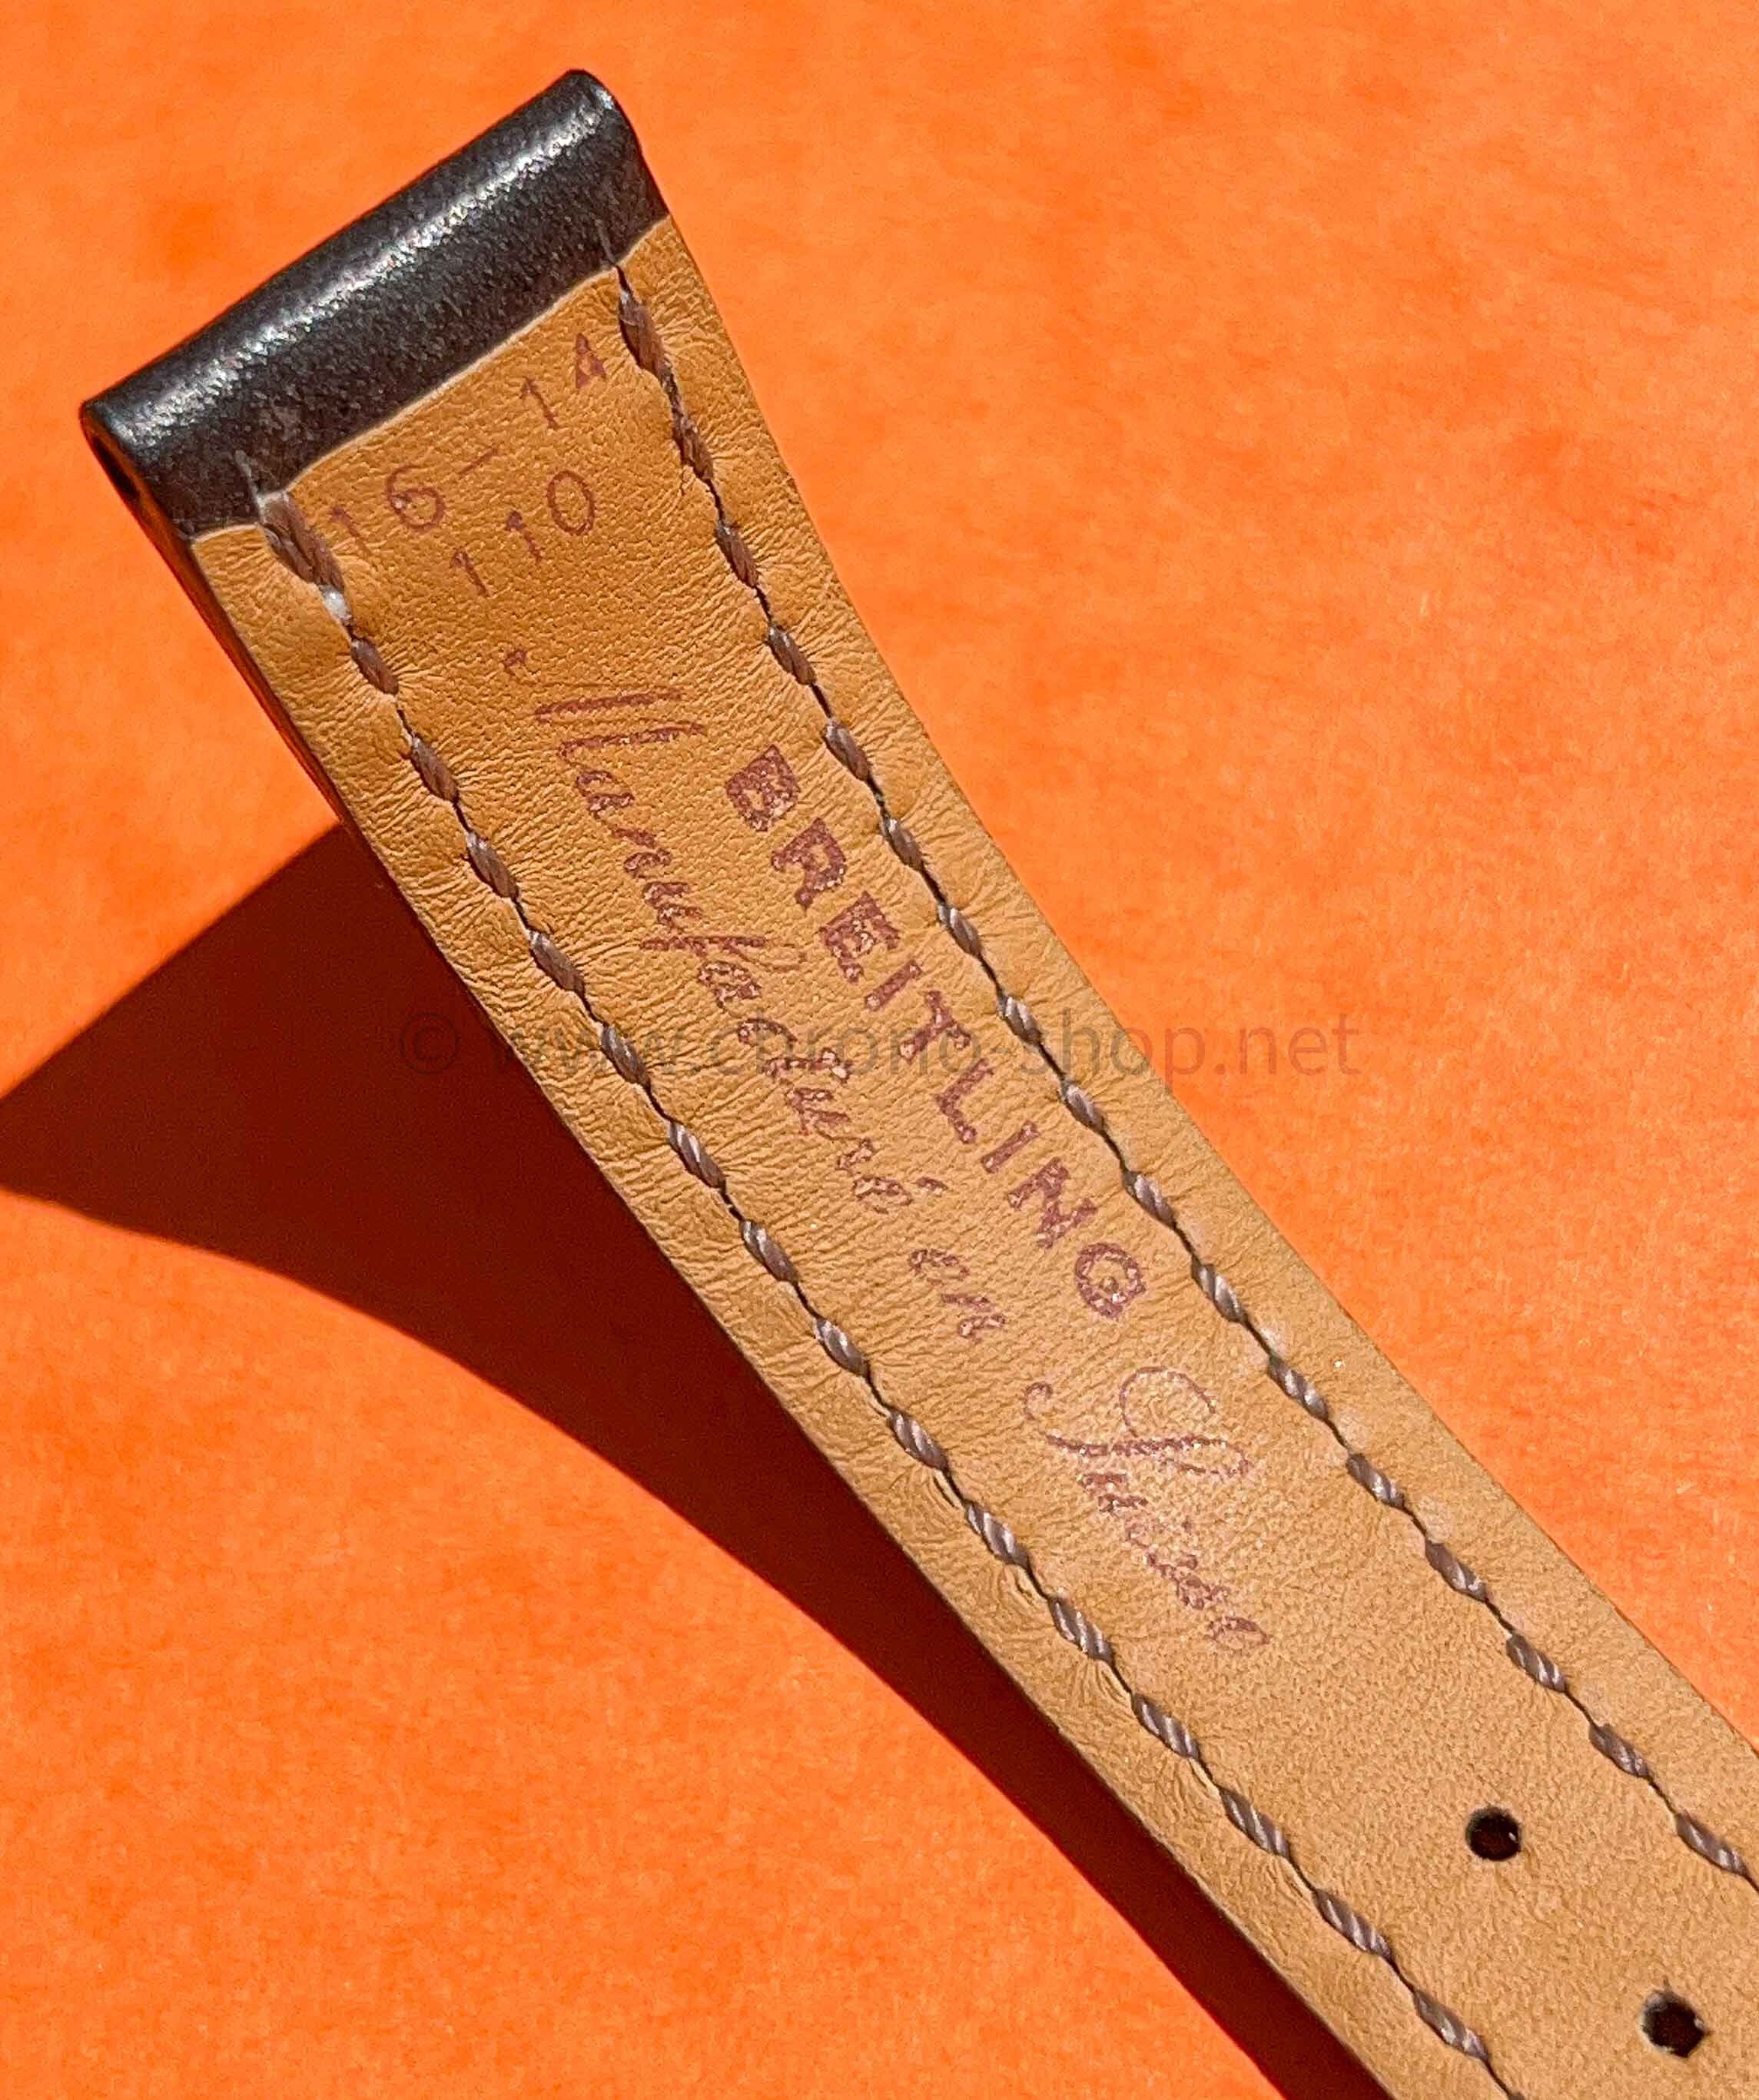 16-14
110
BREITLING
Manufacturé en Suisse
© www.chrono-shop.net